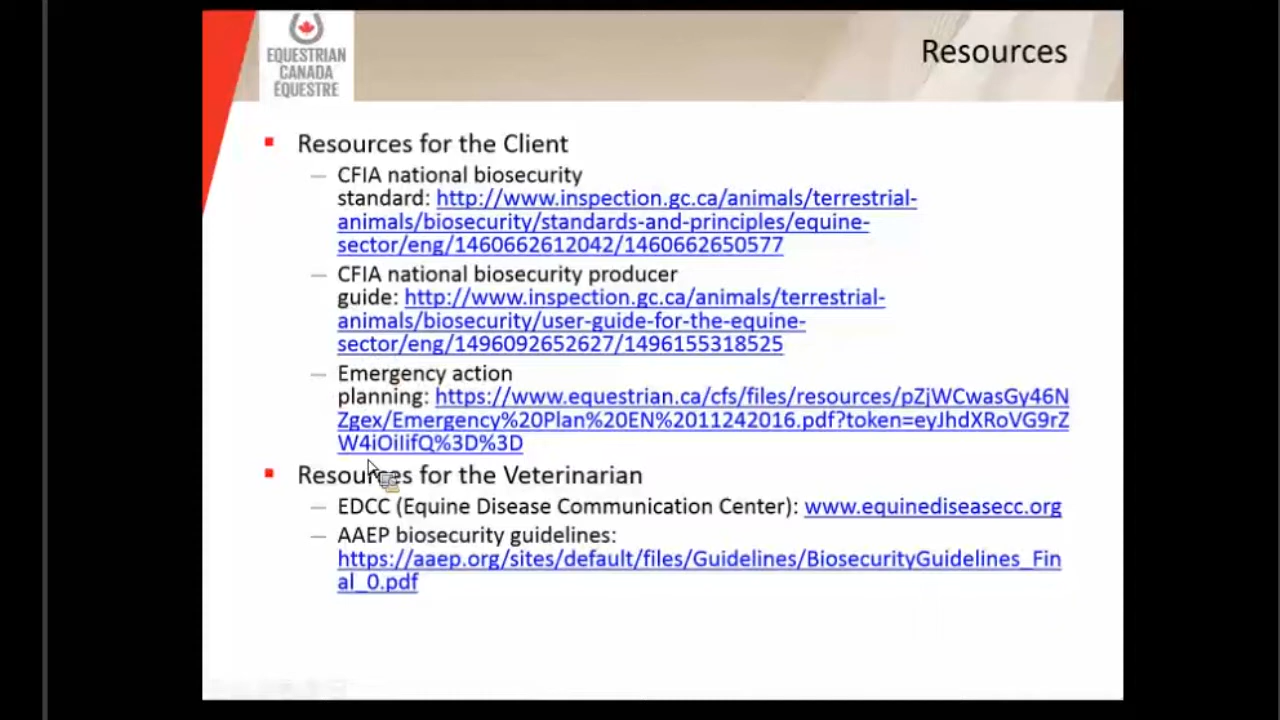 EQUESTRIAN
CANADA
ÉQUESTRE
Resources
Resources for the Client
— CFIA national biosecurity
standard: http://www.inspection.gc.ca/animals/terrestrial-
animals/biosecurity/standards-and-principles/equine-
sector/eng/1460662612042/1460662650577
— CFIA national biosecurity producer
guide: http://www.inspection.gc.ca/animals/terrestrial-
animals/biosecurity/user-guide-for-the-equine-
sector/eng/1496092652627/1496155318525
— Emergency action
planning: https://www.equestrian.ca/cfs/files/resources/pZjWCwasGy46N
Zgex/Emergency%20Plan%20EN%2011242016.pdf?token=eyJhdXRoVG9rZ
W4iOiIifQ%3D%3D
Resources for the Veterinarian
— EDCC (Equine Disease Communication Center): www.equinediseasecc.org
— AAEP biosecurity guidelines:
https://aaep.org/sites/default/files/Guidelines/BiosecurityGuidelines_Fin
al_0.pdf